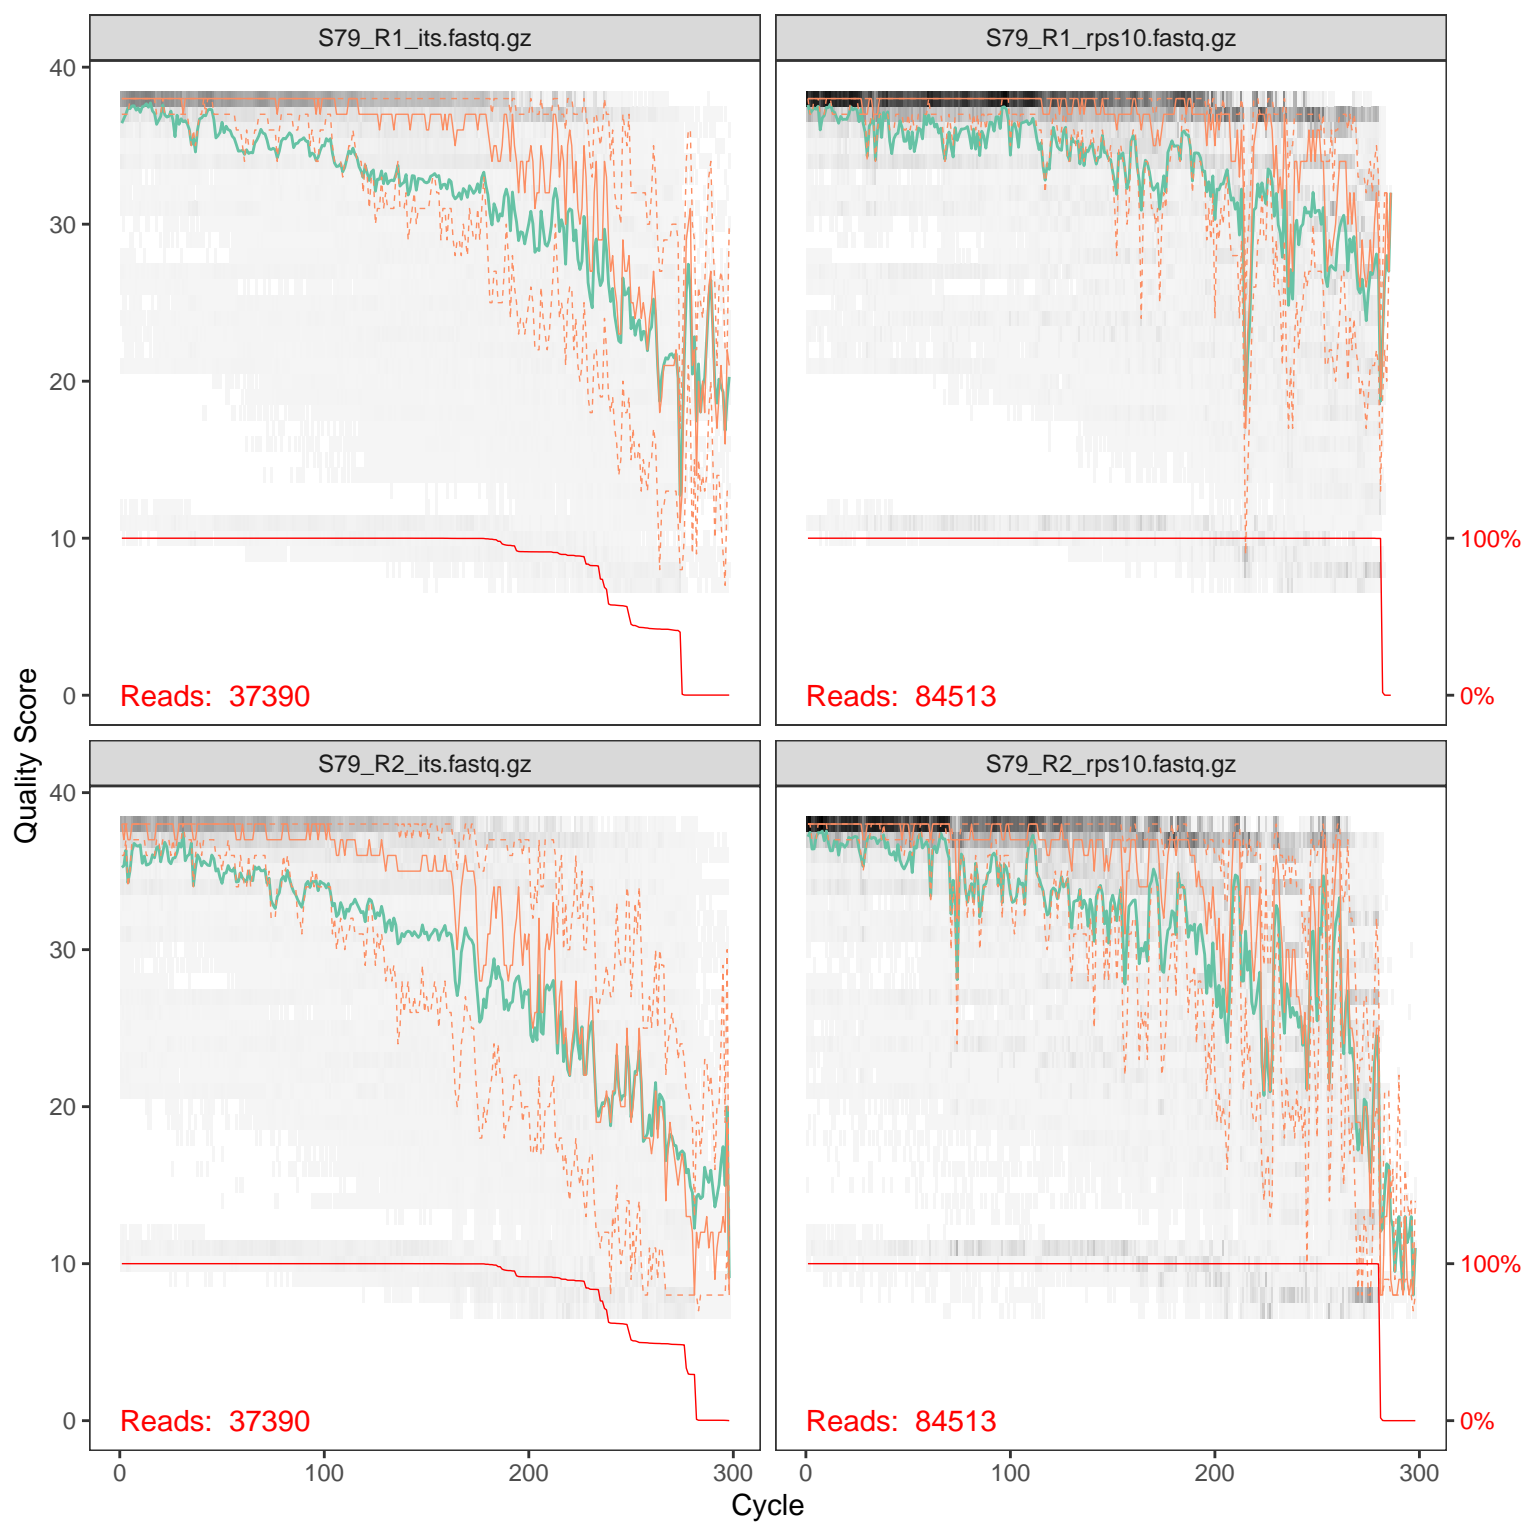 S79_R1_its.fastq.gz
S79_R1_rps10.fastq.gz
40
30
20
10
0
100%
0%
Reads: 37390
Reads: 84513
Quality Score
S79_R2_its.fastq.gz
S79_R2_rps10.fastq.gz
40
30
20
10
0
100%
0%
Reads: 37390
Reads: 84513
0
100
200
300
0
100
200
300
Cycle